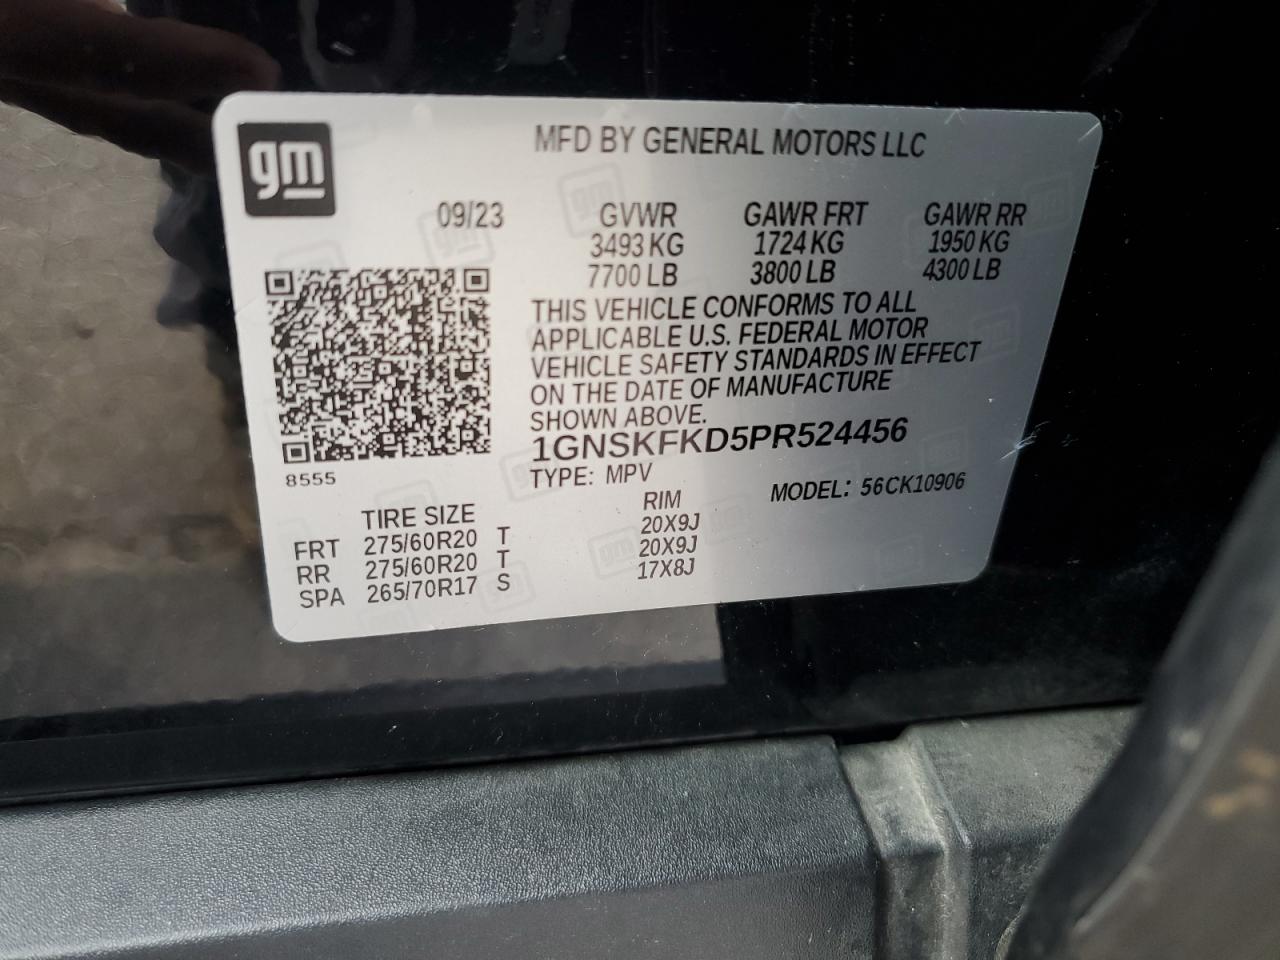 gm
MFD BY GENERAL MOTORS LLC
09/23 GVWR GAWR FRT GAWR RR
3493 KG 1724 KG 1950 KG
7700 LB 3800 LB 4300 LB
THIS VEHICLE CONFORMS TO ALL
APPLICABLE U.S. FEDERAL MOTOR
VEHICLE SAFETY STANDARDS IN EFFECT
ON THE DATE OF MANUFACTURE
SHOWN ABOVE.
1GNSKFKD5PR524456
8555
TYPE: MPV MODEL: 56CK10906
TIRE SIZE RIM
FRT 275/60R20 T 20X9J
RR 275/60R20 T 20X9J
SPA 265/70R17 S 17X8J